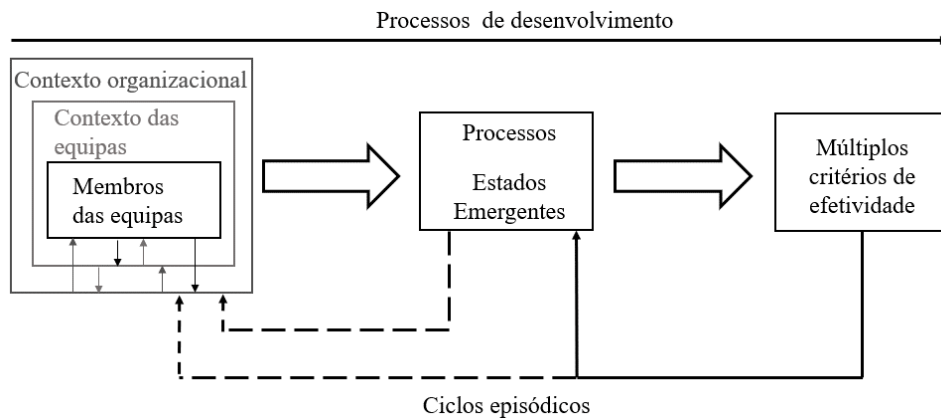 Processos de desenvolvimento
Contexto organizacional
Contexto das
equipas
Membros
das equipas
Processos
Estados
Emergentes
Múltiplos
critérios de
efetividade
Ciclos episódicos